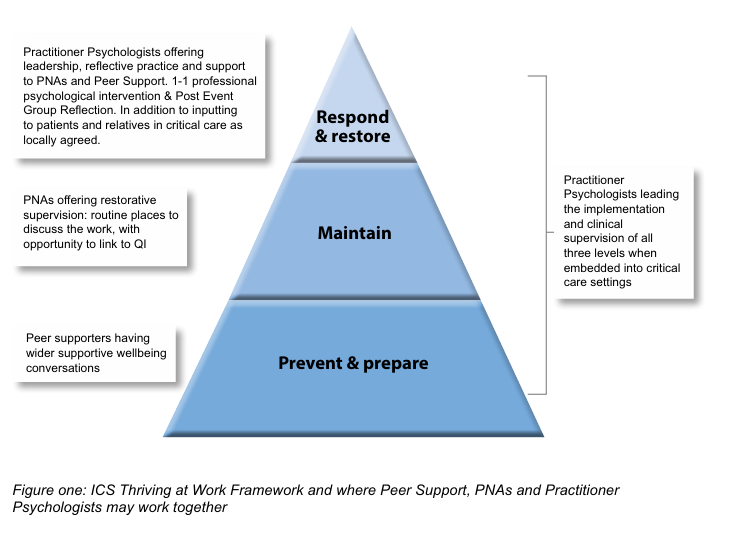 Practitioner Psychologists offering
leadership, reflective practice and support
to PNAs and Peer Support. 1-1 professional
psychological intervention & Post Event
Group Reflection. In addition to inputting
to patients and relatives in critical care as
locally agreed.
Respond
& restore
PNAs offering restorative
supervision: routine places to
discuss the work, with
opportunity to link to QI
Maintain
Practitioner
Psychologists leading
the implementation
and clinical
supervision of all
three levels when
embedded into critical
care settings
Peer supporters having
wider supportive wellbeing
conversations
Prevent & prepare
Figure one: ICS Thriving at Work Framework and where Peer Support, PNAs and Practitioner
Psychologists may work together